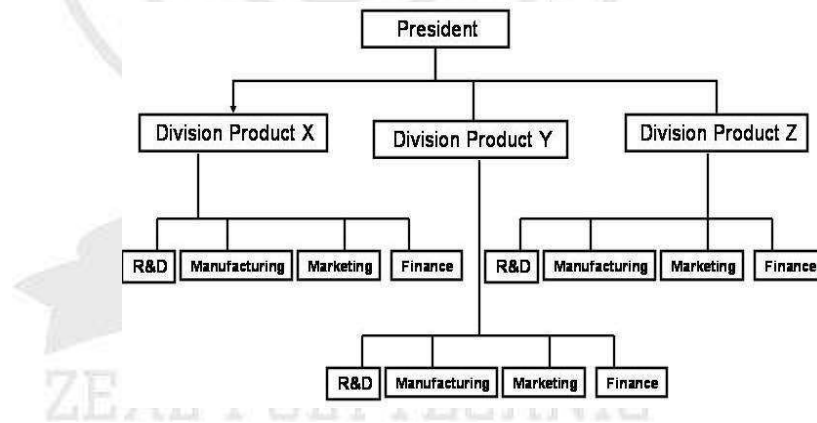 President
Division Product X
Division Product Y
Division Product Z
R&D Manufacturing Marketing Finance
R&D Manufacturing Marketing Finance
R&D Manufacturing Marketing Finance